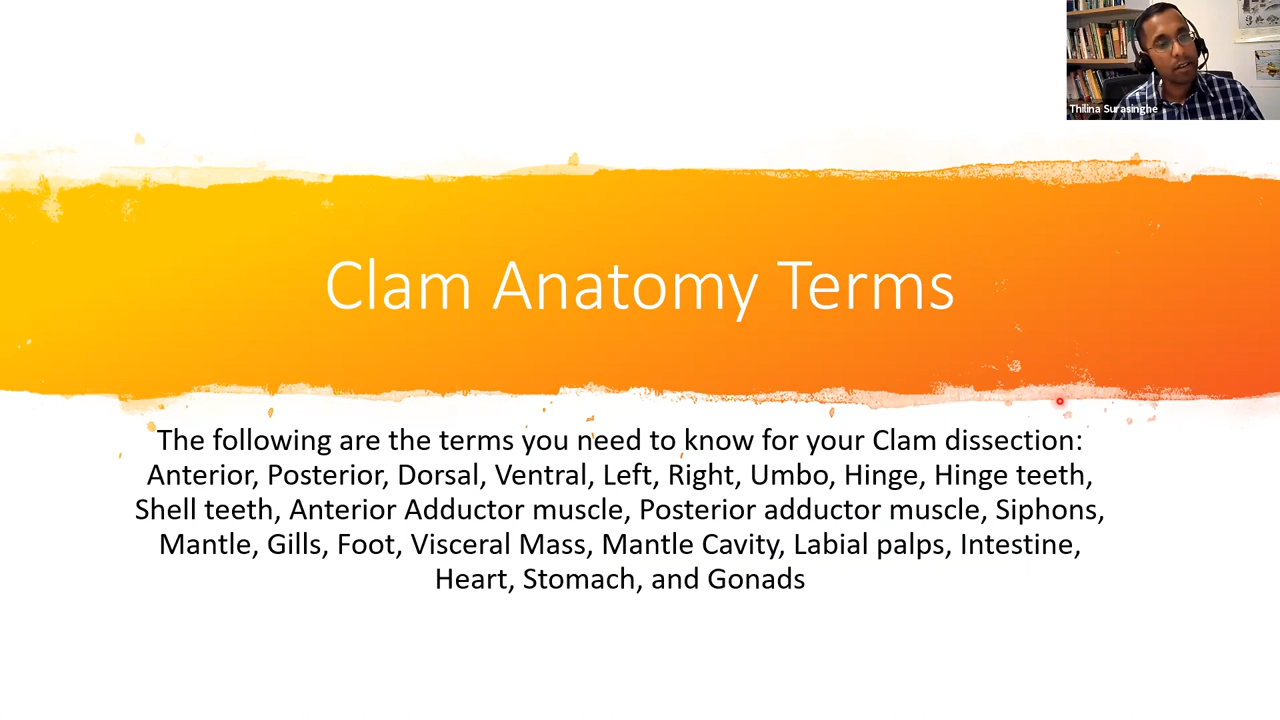 Thilina Surasinghe
Clam Anatomy Terms
The following are the terms you need to know for your Clam dissection:
Anterior, Posterior, Dorsal, Ventral, Left, Right, Umbo, Hinge, Hinge teeth,
Shell teeth, Anterior Adductor muscle, Posterior adductor muscle, Siphons,
Mantle, Gills, Foot, Visceral Mass, Mantle Cavity, Labial palps, Intestine,
Heart, Stomach, and Gonads